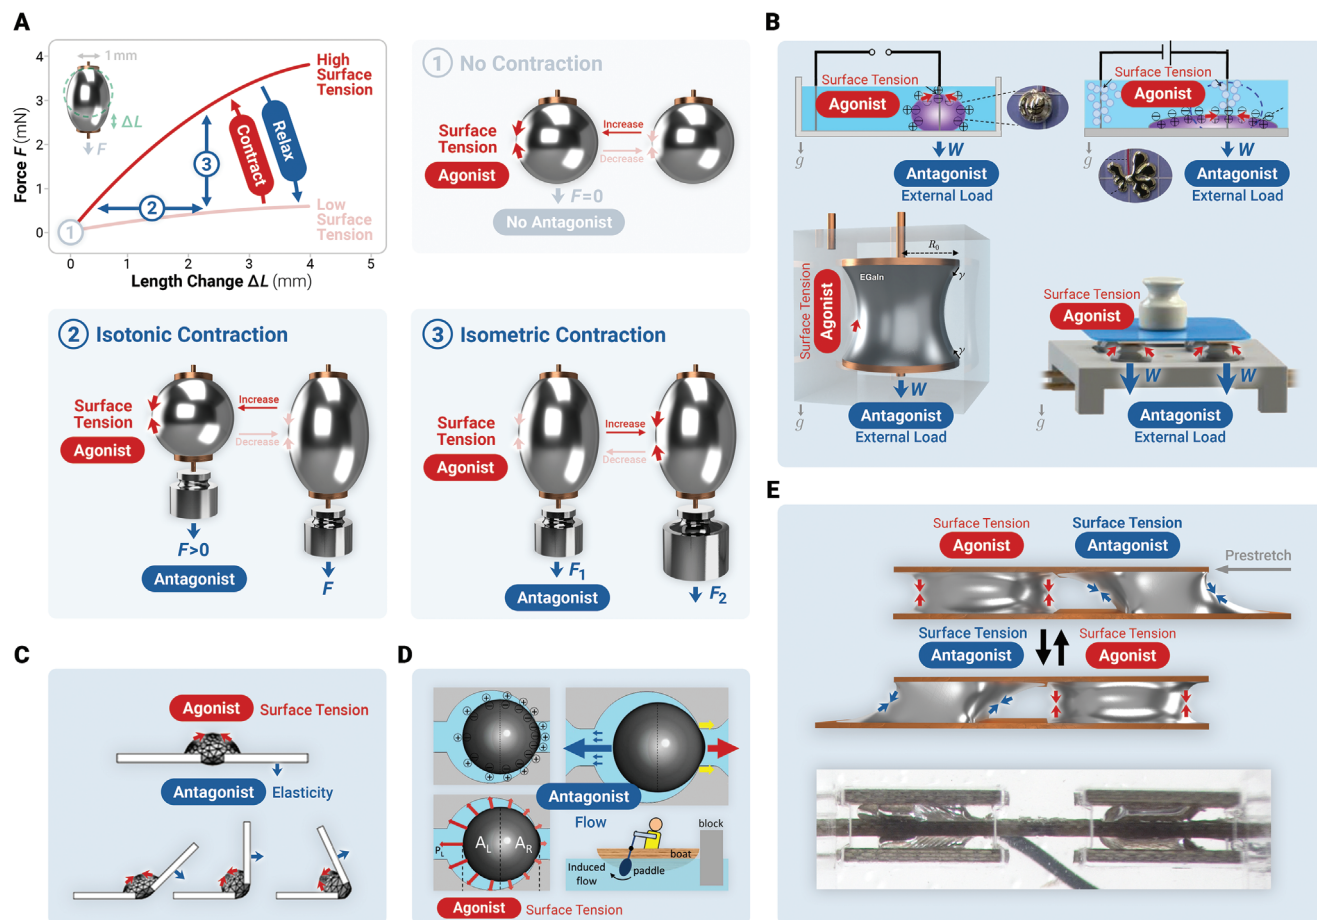 A
1 mm
ΔL
F
High
Surface
Tension
Contract
Relax
3
2
1
Low
Surface
Tension
Force F (mN)
4
3
2
1
0
0
1
2
3
4
5
Length Change ΔL (mm)
1 No Contraction
Surface
Tension
Agonist
Increase
Decrease
F=0
No Antagonist
2 Isotonic Contraction
Surface
Tension
Agonist
Increase
Decrease
F>0
Antagonist
F
3 Isometric Contraction
Surface
Tension
Agonist
Increase
Decrease
F1
Antagonist
F2
B
Surface Tension
Agonist
g
W
Antagonist
External Load
Surface Tension
Agonist
g
W
Antagonist
External Load
R0
EGaIn
γ
γ
Surface Tension
Agonist
g
W
Antagonist
External Load
Surface Tension
Agonist
W
W
g
Antagonist
External Load
C
Agonist Surface Tension
Antagonist Elasticity
D
Antagonist
Flow
PL
AL
AR
block
boat
Induced
flow
paddle
Agonist Surface Tension
E
Surface Tension
Agonist
Surface Tension
Antagonist
Prestretch
Surface Tension
Antagonist
Surface Tension
Agonist